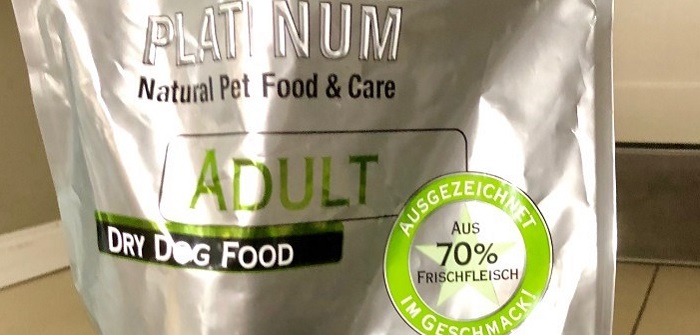 PLATINUM
Natural Pet Food & Care
ADULT
DRY DOG FOOD
AUSGEZEICHNET
AUS
70%
FRISCHFLEISCH
IM GESCHMACK!